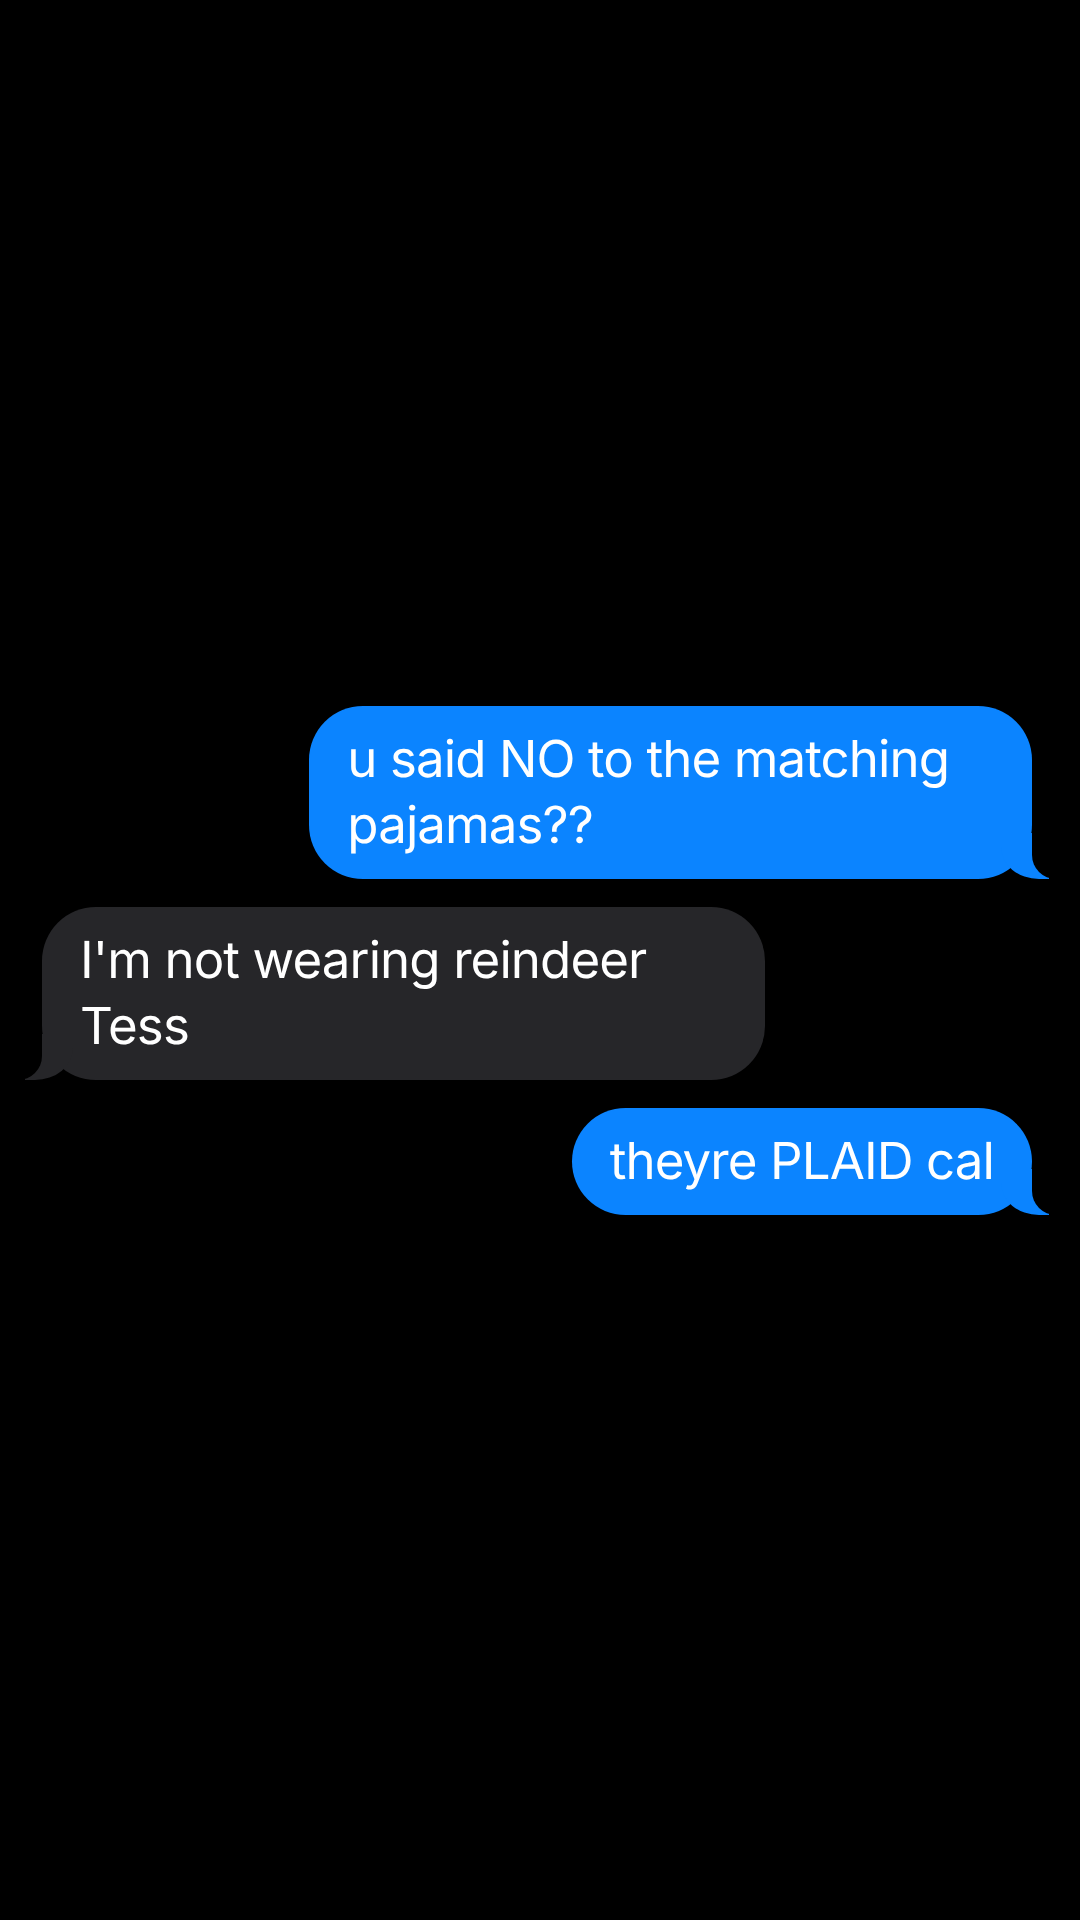 u said NO to the matching
pajamas??
I'm not wearing reindeer
Tess
theyre PLAID cal